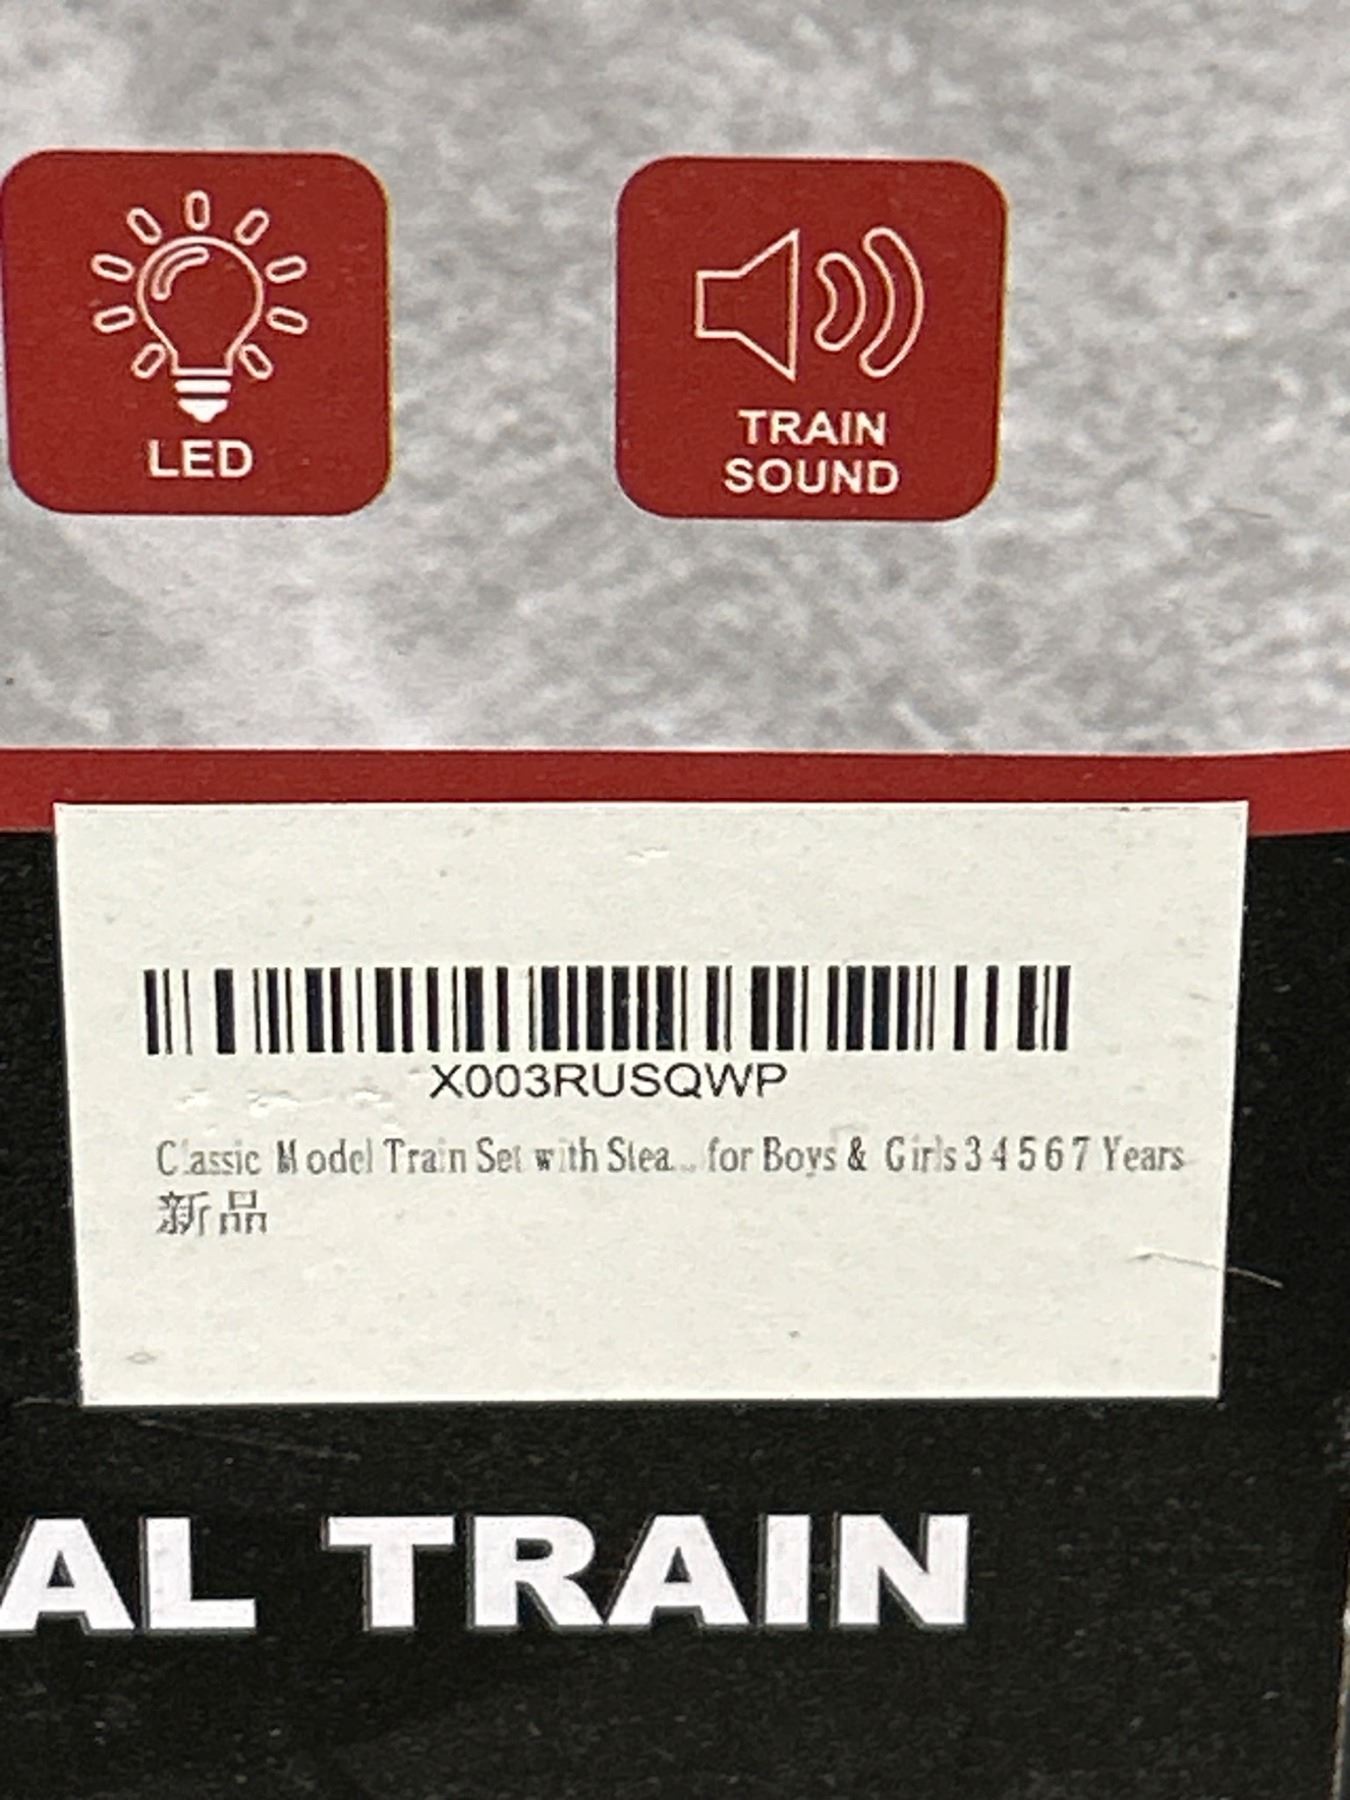 LED
TRAIN
SOUND
X003RUSQWP
Classic Model Train Set with Stea... for Boys & Girls 3 4 5 6 7 Years
新品
AL TRAIN